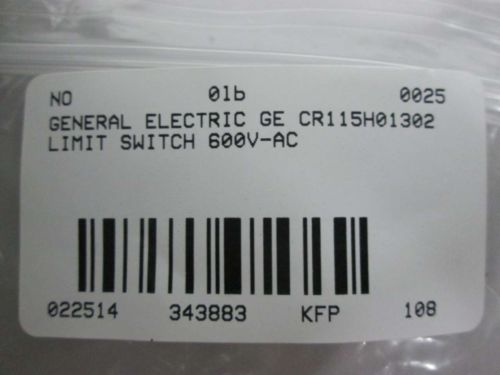 NO 01b 0025
GENERAL ELECTRIC GE CR115H01302
LIMIT SWITCH 600V-AC
022514 343883 KFP 108